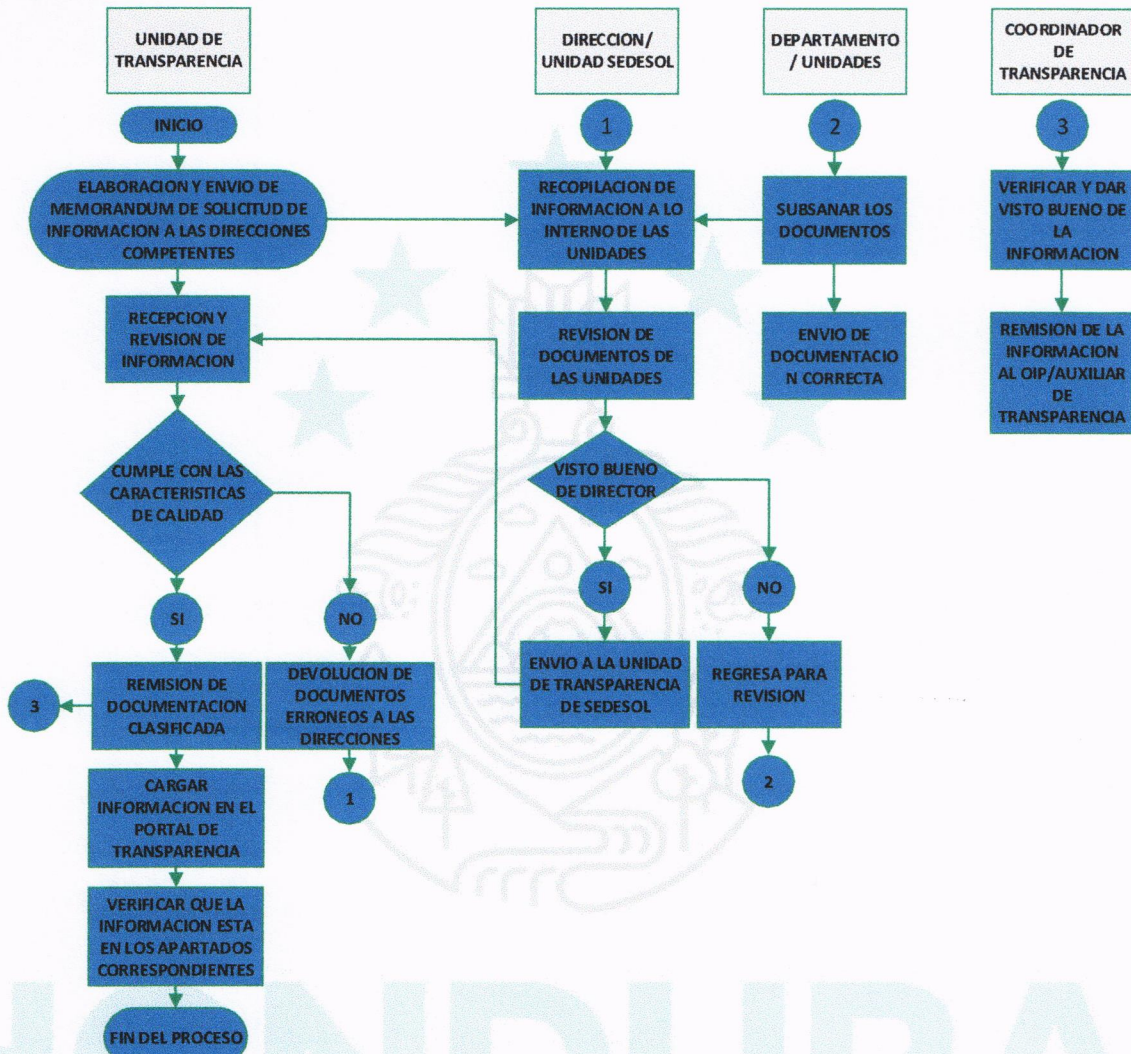 UNIDAD DE
TRANSPARENCIA
INICIO
ELABORACION Y ENVIO DE
MEMORANDUM DE SOLICITUD DE
INFORMACION A LAS DIRECCIONES
COMPETENTES
RECEPCION Y
REVISION DE
INFORMACION
CUMPLE CON LAS
CARACTERISTICAS
DE CALIDAD
SI
NO
3
REMISION DE
DOCUMENTACION
CLASIFICADA
DEVOLUCION DE
DOCUMENTOS
ERRONEOS A LAS
DIRECCIONES
1
CARGAR
INFORMACION EN EL
PORTAL DE
TRANSPARENCIA
VERIFICAR QUE LA
INFORMACION ESTA
EN LOS APARTADOS
CORRESPONDIENTES
FIN DEL PROCESO
DIRECCION/
UNIDAD SEDESOL
1
RECOPILACION DE
INFORMACION A LO
INTERNO DE LAS
UNIDADES
REVISION DE
DOCUMENTOS DE
LAS UNIDADES
VISTO BUENO
DE DIRECTOR
SI
NO
ENVIO A LA UNIDAD
DE TRANSPARENCIA
DE SEDESOL
REGRESA PARA
REVISION
2
DEPARTAMENTO
/ UNIDADES
2
SUBSANAR LOS
DOCUMENTOS
ENVIO DE
DOCUMENTACIO
N CORRECTA
COORDINADOR
DE
TRANSPARENCIA
3
VERIFICAR Y DAR
VISTO BUENO DE
LA
INFORMACION
REMISION DE LA
INFORMACION
AL OIP/AUXILIAR
DE
TRANSPARENCIA